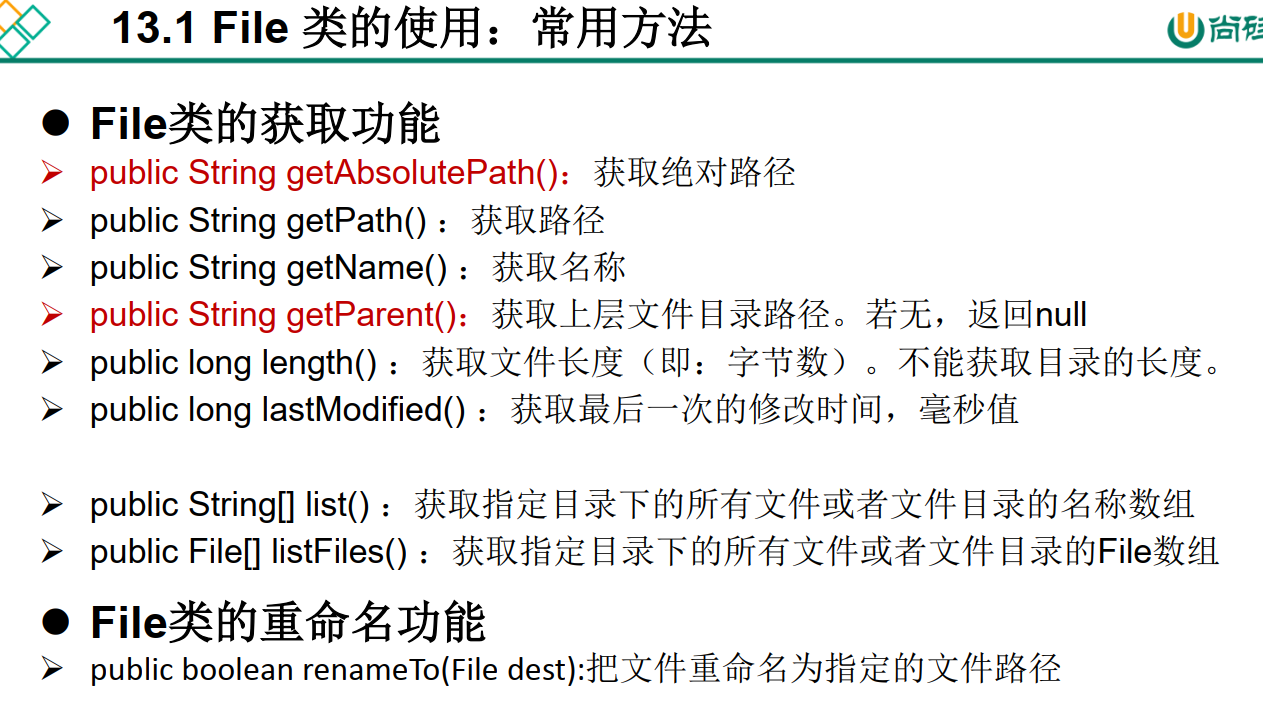 13.1 File 类的使用：常用方法
尚硅
● File类的获取功能
➢ public String getAbsolutePath()：获取绝对路径
➢ public String getPath() ：获取路径
➢ public String getName() ：获取名称
➢ public String getParent()：获取上层文件目录路径。若无，返回null
➢ public long length() ：获取文件长度（即：字节数）。不能获取目录的长度。
➢ public long lastModified() ：获取最后一次的修改时间，毫秒值
➢ public String[] list() ：获取指定目录下的所有文件或者文件目录的名称数组
➢ public File[] listFiles() ：获取指定目录下的所有文件或者文件目录的File数组
● File类的重命名功能
➢ public boolean renameTo(File dest):把文件重命名为指定的文件路径